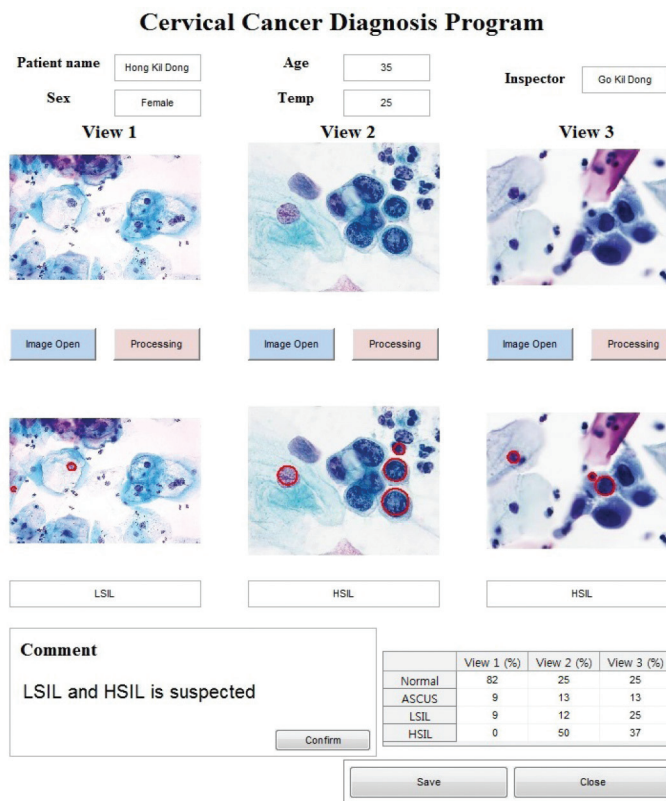 Cervical Cancer Diagnosis Program
Patient name Hong Kil Dong Age 35 Inspector Go Kil Dong
Sex Female Temp 25
View 1 View 2 View 3
Image Open Processing Image Open Processing Image Open Processing
LSIL HSIL HSIL
Comment
LSIL and HSIL is suspected
Confirm
View 1 (%) View 2 (%) View 3 (%)
Normal 82 25 25
ASCUS 9 13 13
LSIL 9 12 25
HSIL 0 50 37
Save Close